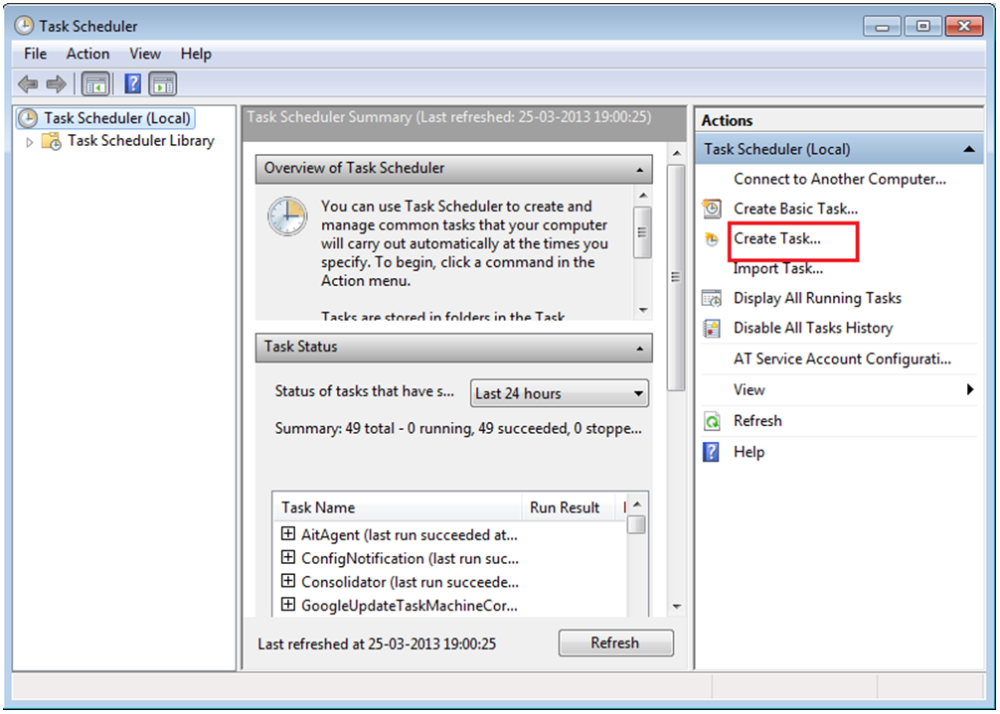 Task Scheduler
File Action View Help
Task Scheduler (Local)
Task Scheduler Library
Task Scheduler Summary (Last refreshed: 25-03-2013 19:00:25)
Overview of Task Scheduler
You can use Task Scheduler to create and
manage common tasks that your computer
will carry out automatically at the times you
specify. To begin, click a command in the
Action menu.
Tasks are stored in folders in the Task
Task Status
Status of tasks that have s... Last 24 hours
Summary: 49 total - 0 running, 49 succeeded, 0 stoppe...
Task Name Run Result
AitAgent (last run succeeded at...
ConfigNotification (last run suc...
Consolidator (last run succeede...
GoogleUpdateTaskMachineCor...
Last refreshed at 25-03-2013 19:00:25 Refresh
Actions
Task Scheduler (Local)
Connect to Another Computer...
Create Basic Task...
Create Task...
Import Task...
Display All Running Tasks
Disable All Tasks History
AT Service Account Configurati...
View
Refresh
Help